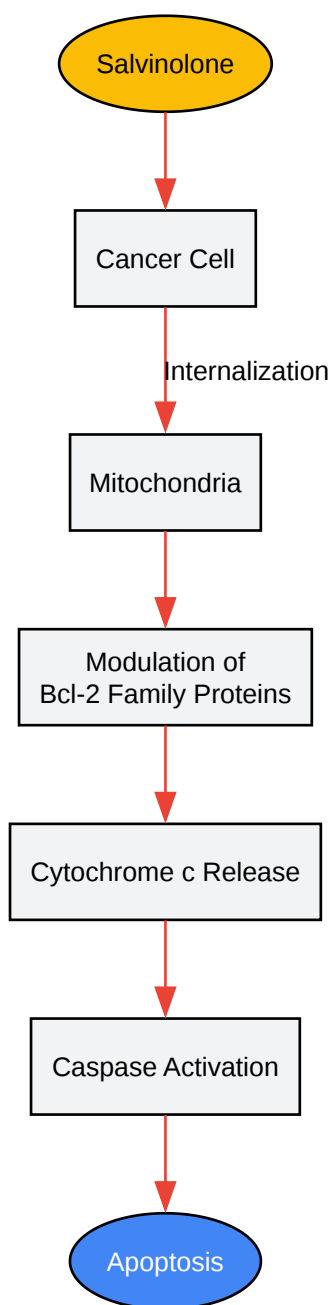 Salvinolone
Cancer Cell
Internalization
Mitochondria
Modulation of
Bcl-2 Family Proteins
Cytochrome c Release
Caspase Activation
Apoptosis